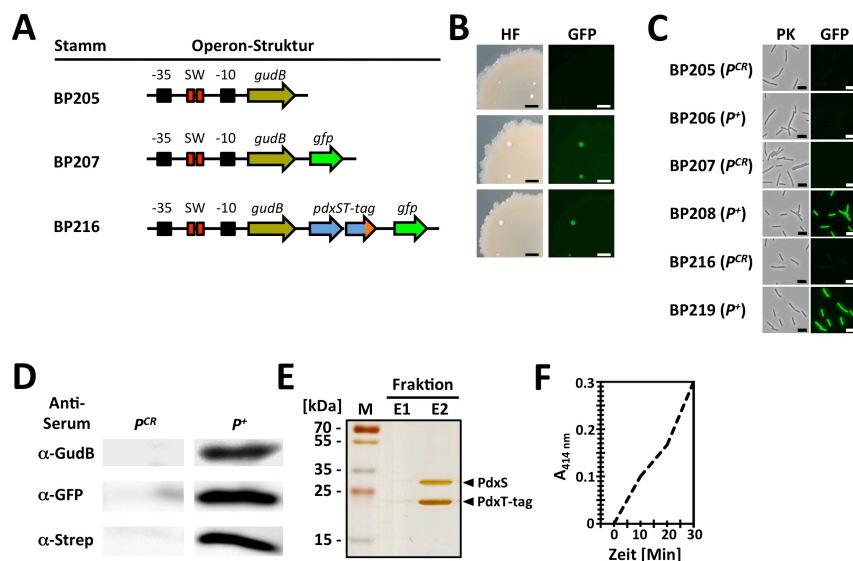 A
Stamm Operon-Struktur
-35 SW -10 gudB
BP205
-35 SW -10 gudB gfp
BP207
-35 SW -10 gudB pdxST-tag gfp
BP216
B
HF GFP
C
PK GFP
BP205 (P^CR)
BP206 (P^+)
BP207 (P^CR)
BP208 (P^+)
BP216 (P^CR)
BP219 (P^+)
D
Anti-
Serum P^CR P^+
α-GudB
α-GFP
α-Strep
E
Fraktion
[kDa] M E1 E2
70 -
55 -
35 -
25 -
15 -
PdxS
PdxT-tag
F
A414 nm
0.3
0.2
0.1
0
0 10 20 30
Zeit [Min]